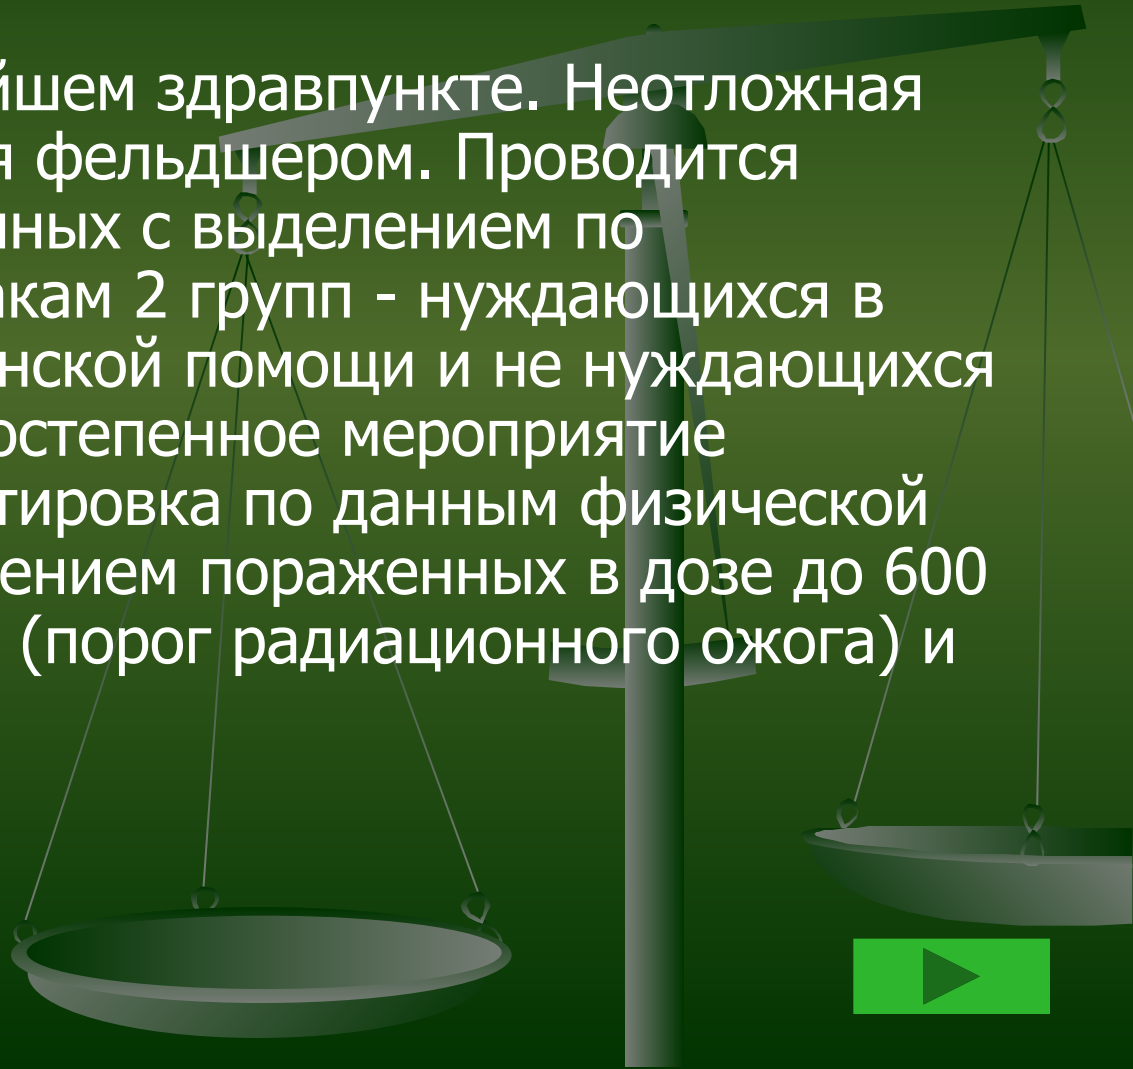 йшем здравпункте. Неотложная
я фельдшером. Проводится
нных с выделением по
акам 2 групп - нуждающихся в
нской помощи и не нуждающихся
остепенное мероприятие
тировка по данным физической
ением пораженных в дозе до 600
(порог радиационного ожога) и